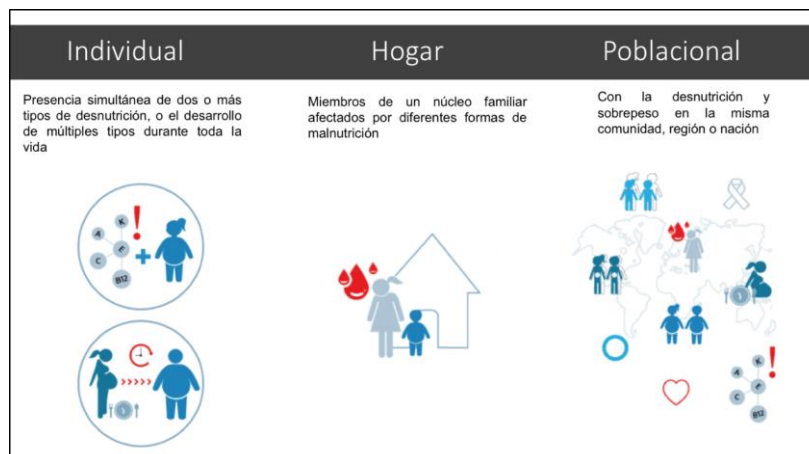 Individual
Hogar
Poblacional
Presencia simultánea de dos o más
tipos de desnutrición, o el desarrollo
de múltiples tipos durante toda la
vida
Miembros de un núcleo familiar
afectados por diferentes formas de
malnutrición
Con la desnutrición y
sobrepeso en la misma
comunidad, región o nación
K
A
E
C
B12
K
A
E
C
B12